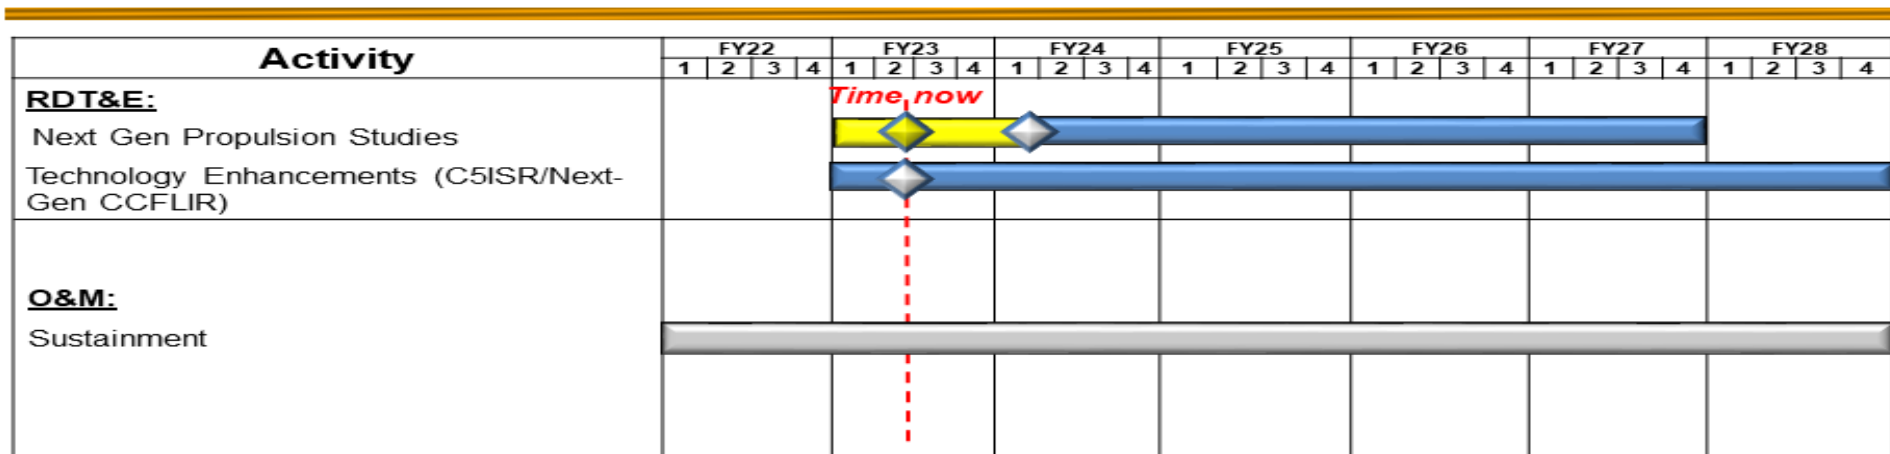 Activity
FY22 FY23 FY24 FY25 FY26 FY27 FY28
1 2 3 4 1 2 3 4 1 2 3 4 1 2 3 4 1 2 3 4 1 2 3 4 1 2 3 4
RDT&E:
Time now
Next Gen Propulsion Studies
Technology Enhancements (C5ISR/Next-
Gen CCFLIR)
O&M:
Sustainment